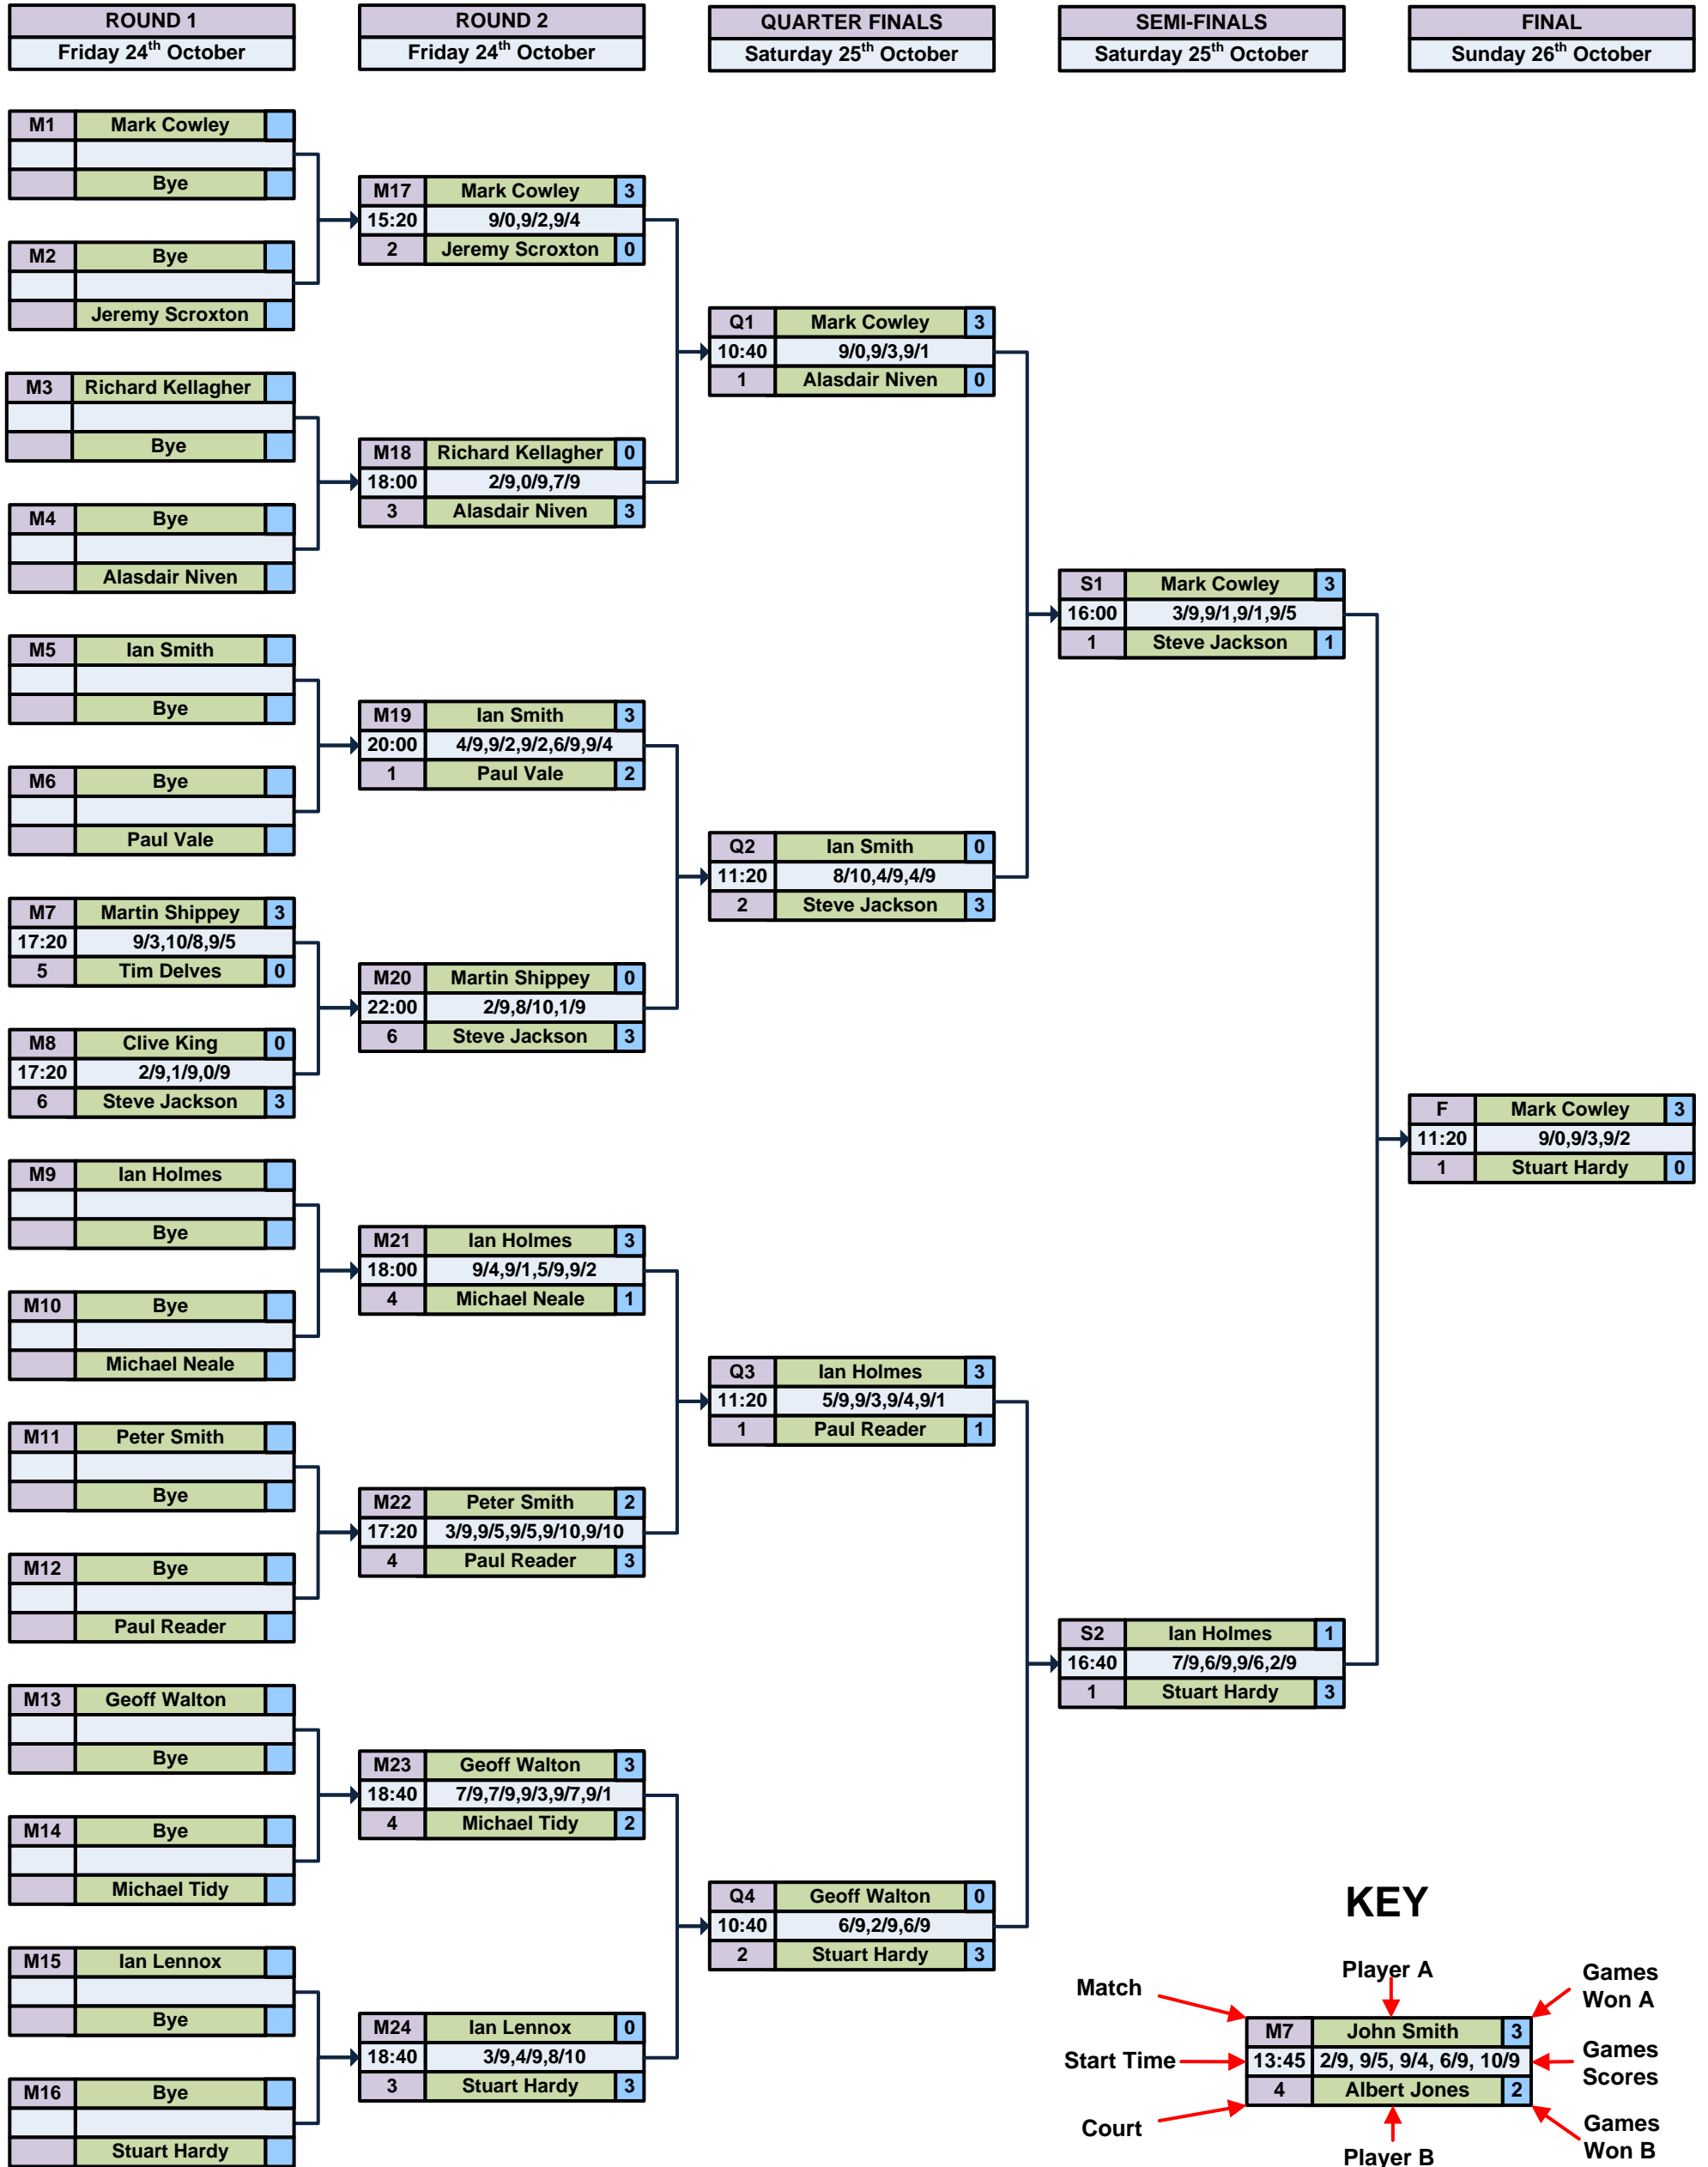 ROUND 1
Friday 24th October
ROUND 2
Friday 24th October
QUARTER FINALS
Saturday 25th October
SEMI-FINALS
Saturday 25th October
FINAL
Sunday 26th October
M1 Mark Cowley
Bye
M2 Bye
Jeremy Scroxton
M3 Richard Kellagher
Bye
M4 Bye
Alasdair Niven
M5 Ian Smith
Bye
M6 Bye
Paul Vale
M7 Martin Shippey 3
17:20 9/3,10/8,9/5
5 Tim Delves 0
M8 Clive King 0
17:20 2/9,1/9,0/9
6 Steve Jackson 3
M9 Ian Holmes
Bye
M10 Bye
Michael Neale
M11 Peter Smith
Bye
M12 Bye
Paul Reader
M13 Geoff Walton
Bye
M14 Bye
Michael Tidy
M15 Ian Lennox
Bye
M16 Bye
Stuart Hardy
M17 Mark Cowley 3
15:20 9/0,9/2,9/4
2 Jeremy Scroxton 0
M18 Richard Kellagher 0
18:00 2/9,0/9,7/9
3 Alasdair Niven 3
M19 Ian Smith 3
20:00 4/9,9/2,9/2,6/9,9/4
1 Paul Vale 2
M20 Martin Shippey 0
22:00 2/9,8/10,1/9
6 Steve Jackson 3
M21 Ian Holmes 3
18:00 9/4,9/1,5/9,9/2
4 Michael Neale 1
M22 Peter Smith 2
17:20 3/9,9/5,9/5,9/10,9/10
4 Paul Reader 3
M23 Geoff Walton 3
18:40 7/9,7/9,9/3,9/7,9/1
4 Michael Tidy 2
M24 Ian Lennox 0
18:40 3/9,4/9,8/10
3 Stuart Hardy 3
Q1 Mark Cowley 3
10:40 9/0,9/3,9/1
1 Alasdair Niven 0
Q2 Ian Smith 0
11:20 8/10,4/9,4/9
2 Steve Jackson 3
Q3 Ian Holmes 3
11:20 5/9,9/3,9/4,9/1
1 Paul Reader 1
Q4 Geoff Walton 0
10:40 6/9,2/9,6/9
2 Stuart Hardy 3
S1 Mark Cowley 3
16:00 3/9,9/1,9/1,9/5
1 Steve Jackson 1
S2 Ian Holmes 1
16:40 7/9,6/9,9/6,2/9
1 Stuart Hardy 3
F Mark Cowley 3
11:20 9/0,9/3,9/2
1 Stuart Hardy 0
KEY
Match
Player A
Games
Won A
M7 John Smith 3
Start Time
13:45 2/9, 9/5, 9/4, 6/9, 10/9
Games
Scores
4 Albert Jones 2
Court
Player B
Games
Won B